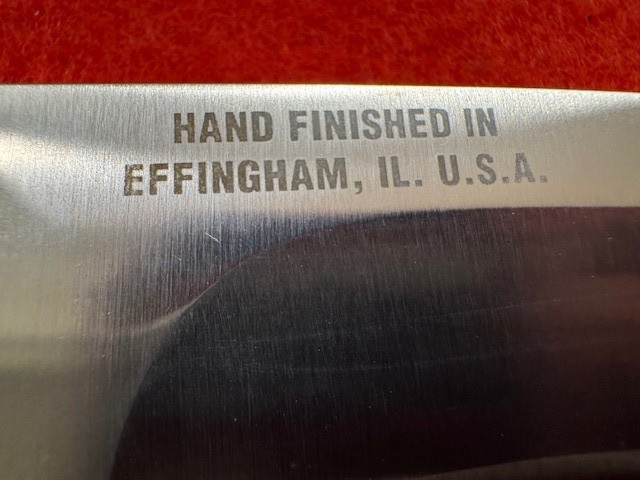 HAND FINISHED IN
EFFINGHAM, IL. U.S.A.